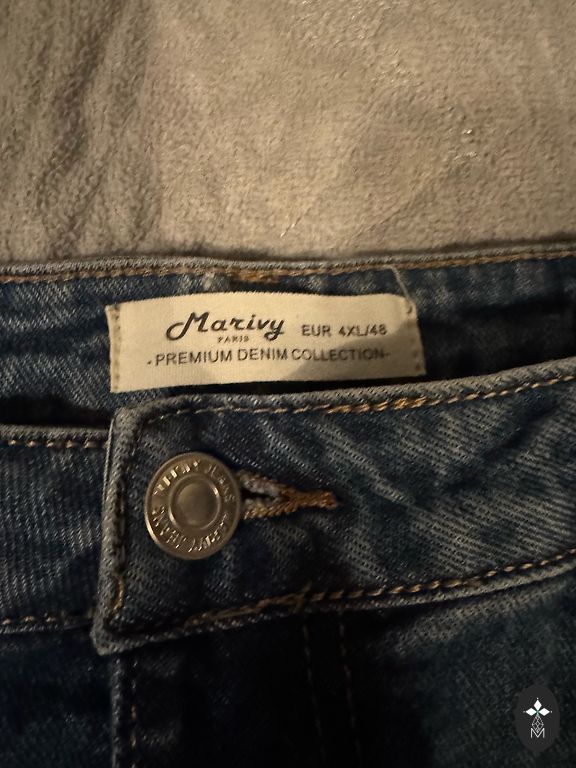 Marivy EUR 4XL/48
PARIS
-PREMIUM DENIM COLLECTION-
M